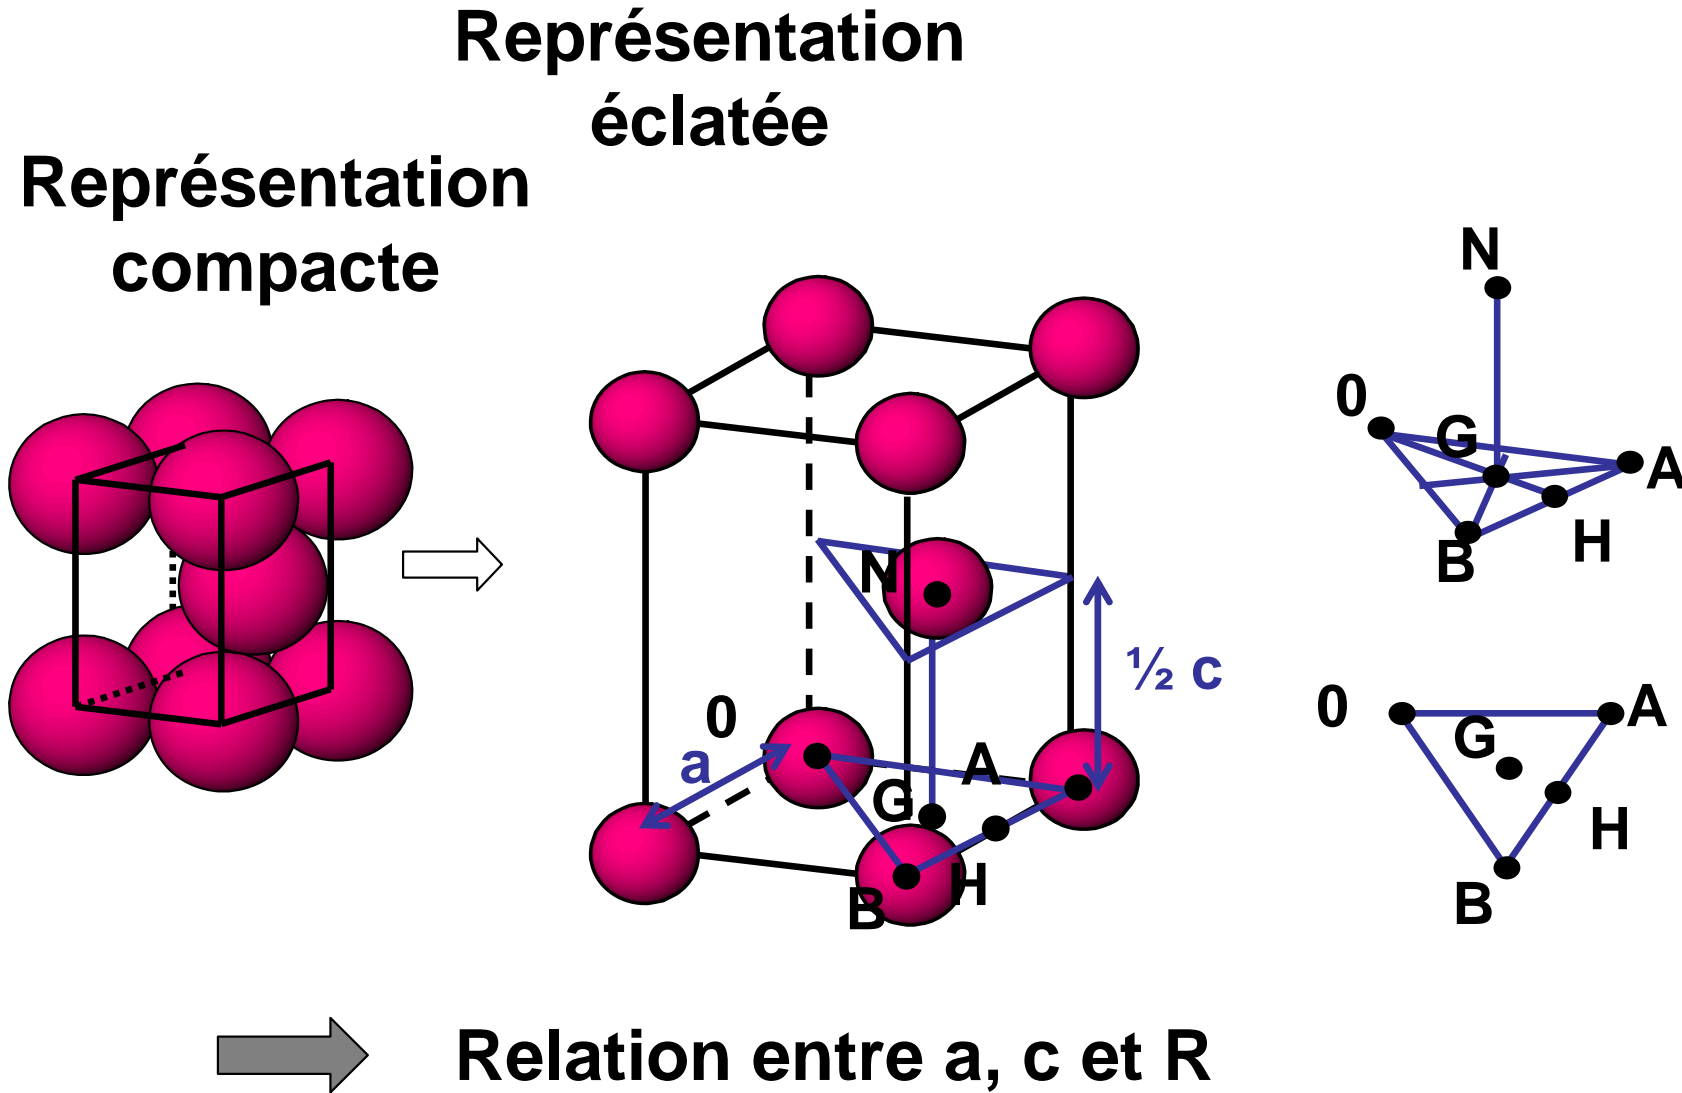 Représentation
éclatée
Représentation
compacte
N
0
G
A
B
H
N
½ c
0
a
A
G
H
B
0
A
G
H
B
Relation entre a, c et R